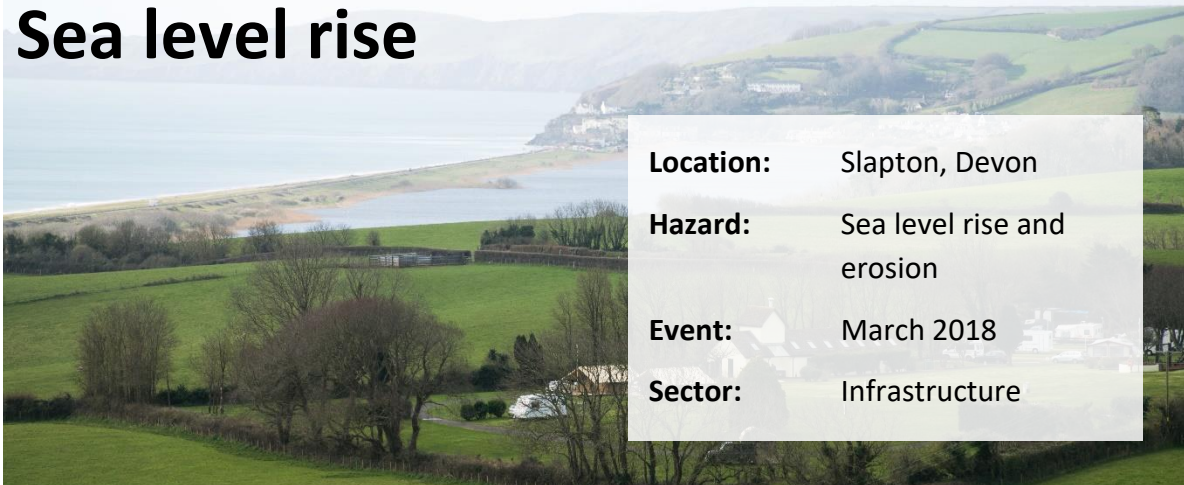 Sea level rise
Location: Slapton, Devon
Hazard: Sea level rise and
erosion
Event: March 2018
Sector: Infrastructure